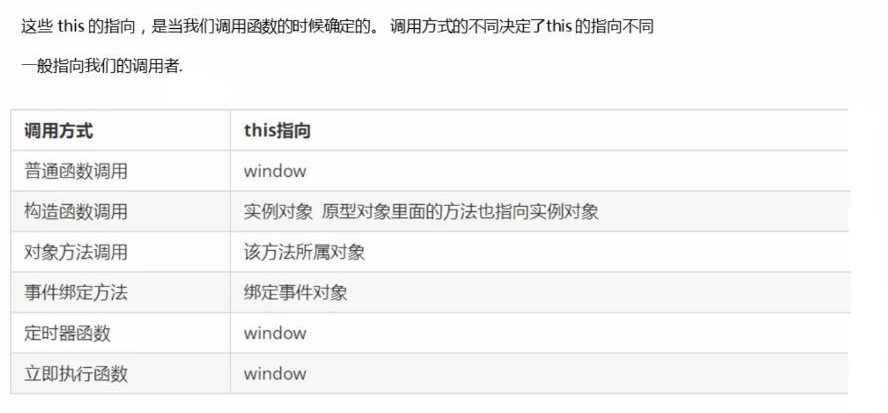 这些 this 的指向，是当我们调用函数的时候确定的。 调用方式的不同决定了this 的指向不同
一般指向我们的调用者.
调用方式 this指向
普通函数调用 window
构造函数调用 实例对象 原型对象里面的方法也指向实例对象
对象方法调用 该方法所属对象
事件绑定方法 绑定事件对象
定时器函数 window
立即执行函数 window